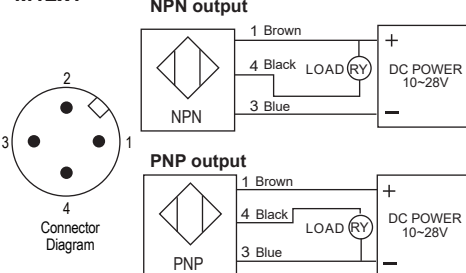 NPN output
1 Brown
4 Black
LOAD RY
3 Blue
NPN
+
DC POWER
10~28V
–
2
3
1
4
Connector
Diagram
PNP output
1 Brown
4 Black
LOAD RY
3 Blue
PNP
+
DC POWER
10~28V
–